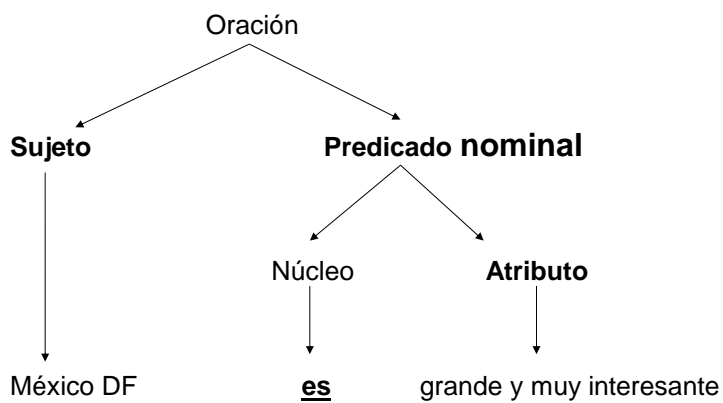 Oración
Sujeto Predicado nominal
Núcleo Atributo
México DF es grande y muy interesante